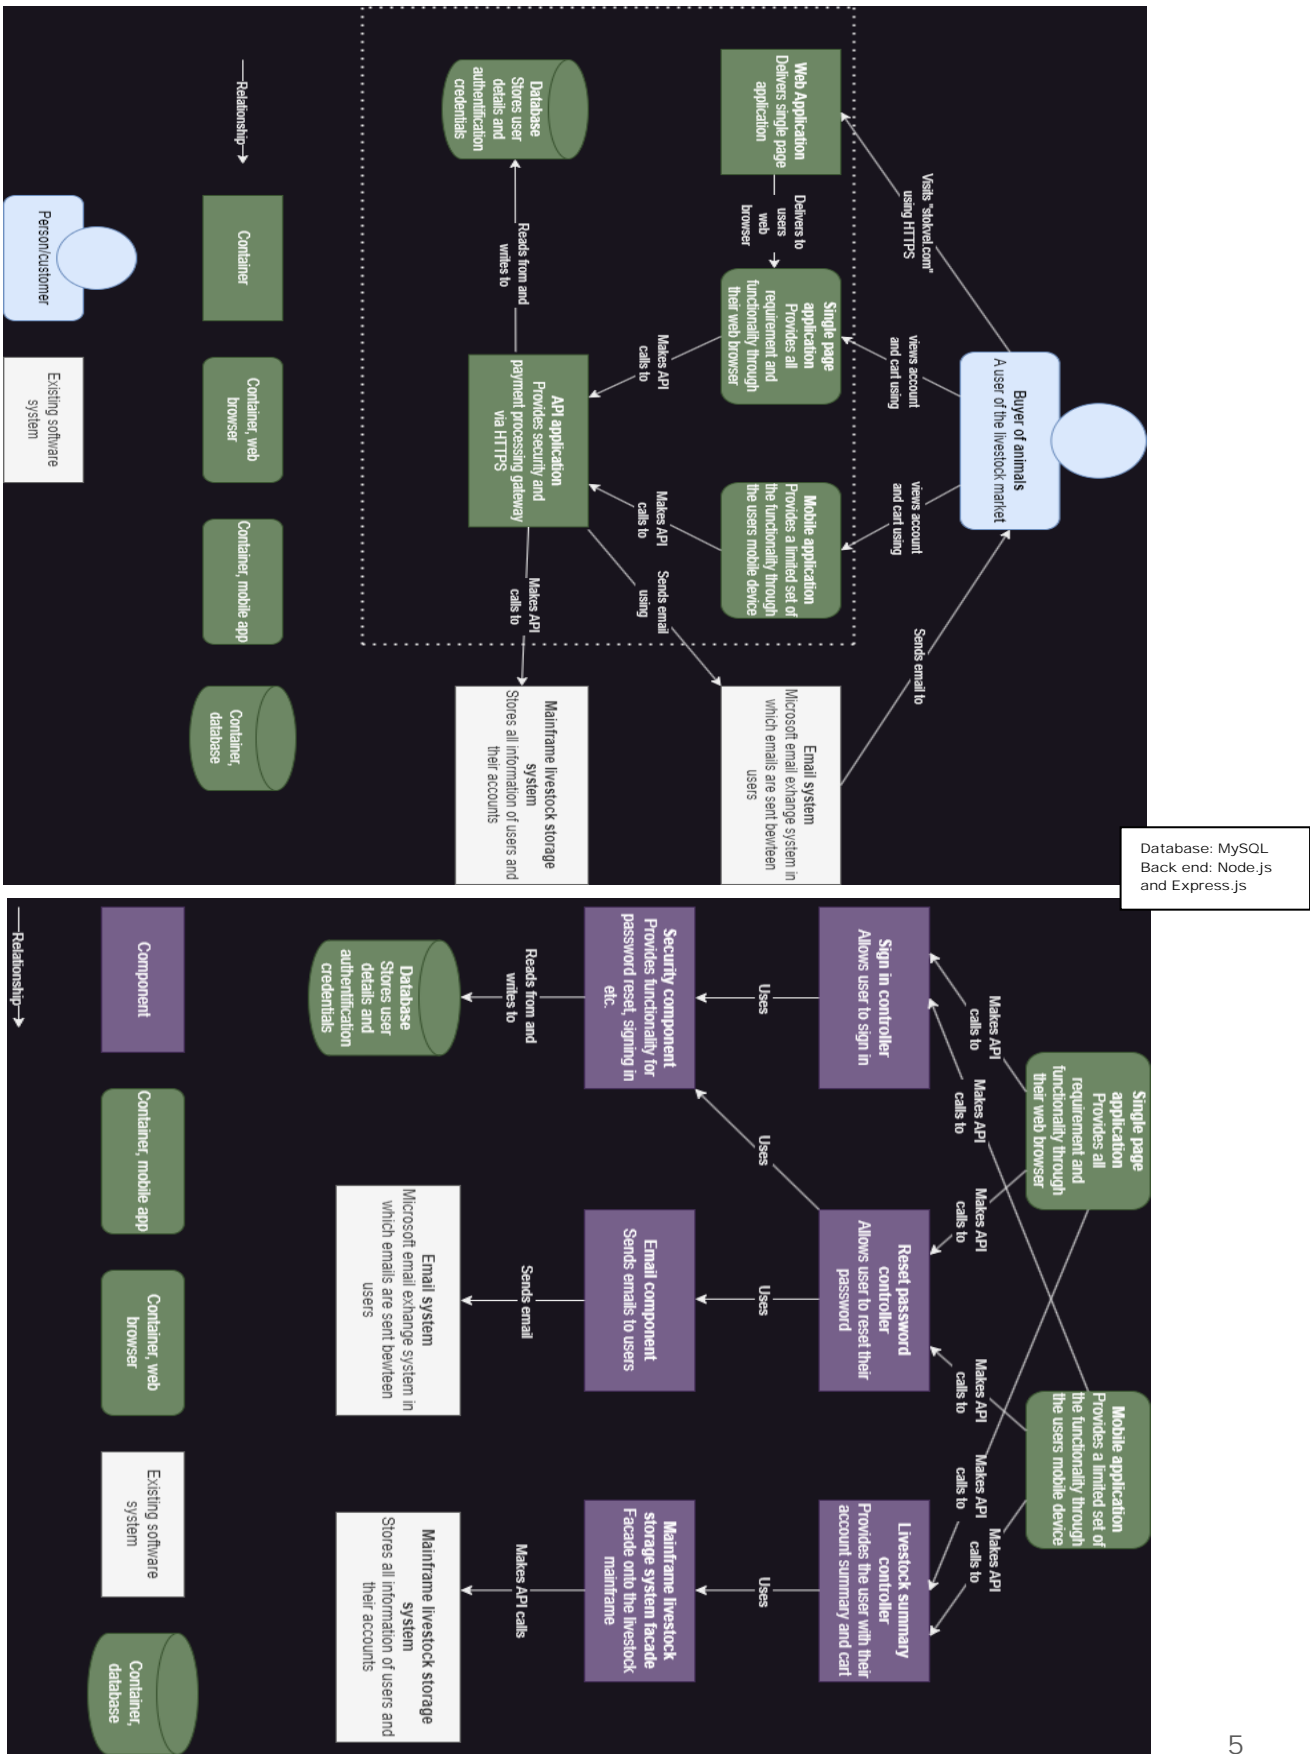 Buyer of animals
A user of the livestock market
Visits "stokvel.com"
using HTTPS
views account
and cart using
views account
and cart using
Sends email to
Web Application
Delivers single page
application
Delivers to
users
web
browser
Single page
application
Provides all
requirement and
functionality through
their web browser
Mobile application
Provides a limited set of
the functionality through
the users mobile device
Email system
Microsoft email exhange system in
which emails are sent bewteen
users
Makes API
calls to
Makes API
calls to
Sends email
using
Database
Stores user
details and
authentification
credentials
Reads from and
writes to
API application
Provides security and
payment processing gateway
via HTTPS
Makes API
calls to
Mainframe livestock storage
system
Stores all information of users and
their accounts
Relationship
Container
Container, web
browser
Container, mobile app
Container,
database
Person/customer
Existing software
system
Database: MySQL
Back end: Node.js
and Express.js
Single page
application
Provides all
requirement and
functionality through
their web browser
Mobile application
Provides a limited set of
the functionality through
the users mobile device
Makes API
calls to
Makes API
calls to
Makes API
calls to
Makes API
calls to
Makes API
calls to
Makes API
calls to
Sign in controller
Allows user to sign in
Reset password
controller
Allows user to reset their
password
Livestock summary
controller
Provides the user with their
account summary and cart
Uses
Uses
Uses
Uses
Security component
Provides functionality for
password reset, signing in
etc.
Email component
Sends emails to users
Mainframe livestock
storage system facade
Facade onto the livestock
mainframe
Reads from and
writes to
Sends email
Makes API calls
Database
Stores user
details and
authentification
credentials
Email system
Microsoft email exhange system in
which emails are sent bewteen
users
Mainframe livestock storage
system
Stores all information of users and
their accounts
Component
Container, mobile app
Container, web
browser
Existing software
system
Container,
database
Relationship
5